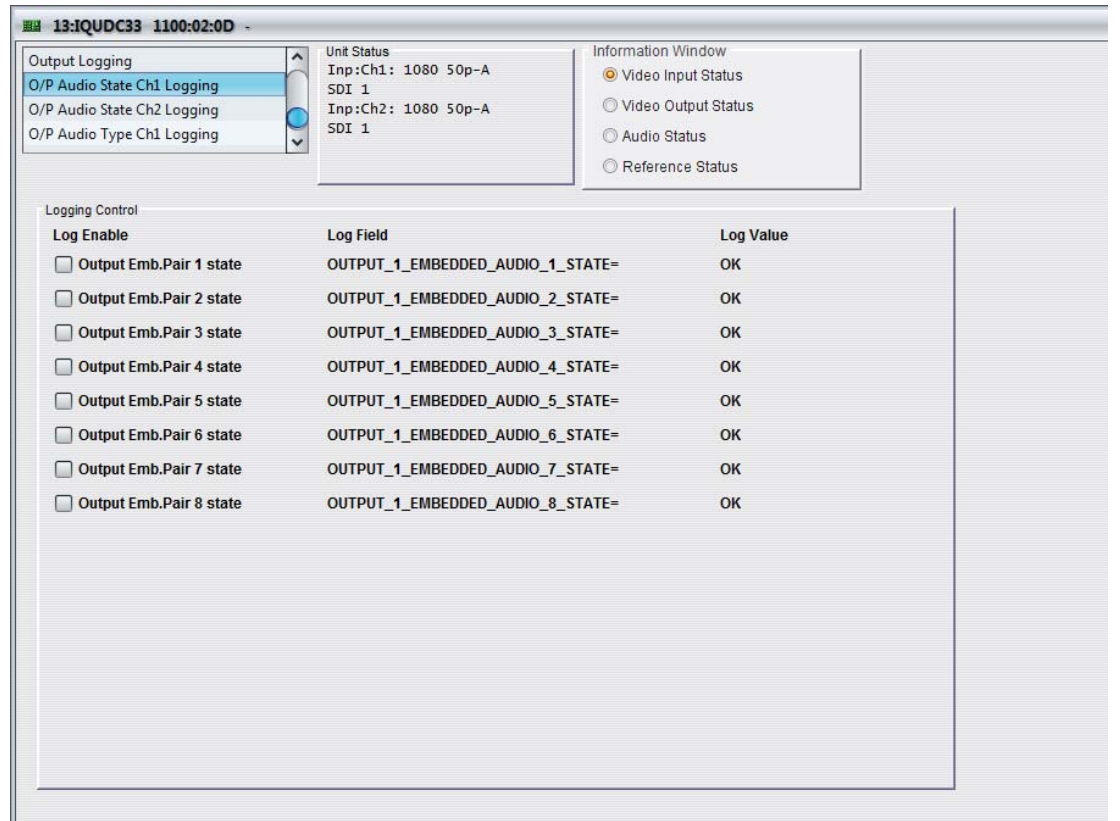 13:IQUDC33 1100:02:0D -
Output Logging
O/P Audio State Ch1 Logging
O/P Audio State Ch2 Logging
O/P Audio Type Ch1 Logging
Unit Status
Inp:Ch1: 1080 50p-A
SDI 1
Inp:Ch2: 1080 50p-A
SDI 1
Information Window
Video Input Status
Video Output Status
Audio Status
Reference Status
Logging Control
Log Enable Log Field Log Value
Output Emb.Pair 1 state OUTPUT_1_EMBEDDED_AUDIO_1_STATE= OK
Output Emb.Pair 2 state OUTPUT_1_EMBEDDED_AUDIO_2_STATE= OK
Output Emb.Pair 3 state OUTPUT_1_EMBEDDED_AUDIO_3_STATE= OK
Output Emb.Pair 4 state OUTPUT_1_EMBEDDED_AUDIO_4_STATE= OK
Output Emb.Pair 5 state OUTPUT_1_EMBEDDED_AUDIO_5_STATE= OK
Output Emb.Pair 6 state OUTPUT_1_EMBEDDED_AUDIO_6_STATE= OK
Output Emb.Pair 7 state OUTPUT_1_EMBEDDED_AUDIO_7_STATE= OK
Output Emb.Pair 8 state OUTPUT_1_EMBEDDED_AUDIO_8_STATE= OK